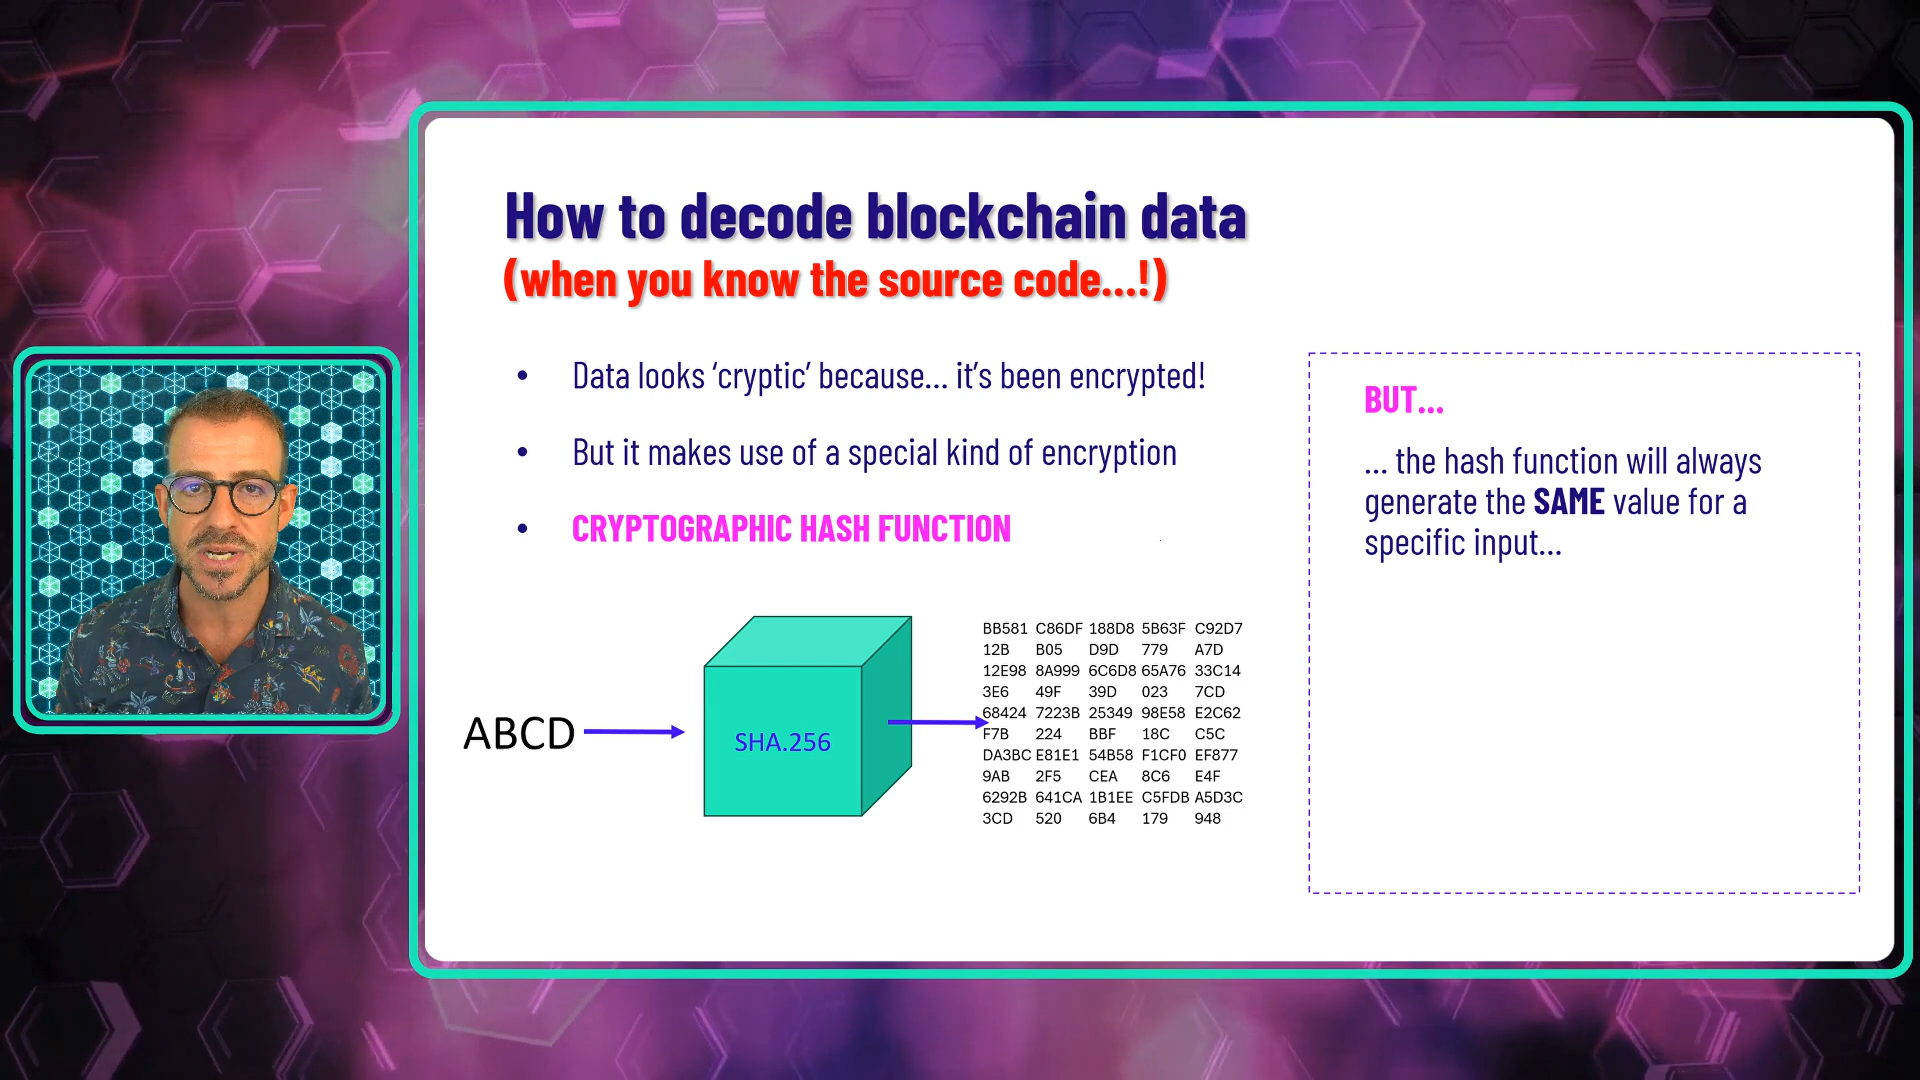 How to decode blockchain data
(when you know the source code...!)
• Data looks ‘cryptic’ because... it’s been encrypted!
• But it makes use of a special kind of encryption
• CRYPTOGRAPHIC HASH FUNCTION
ABCD
SHA.256
BB581 C86DF 188D8 5B63F C92D7
12B B05 D9D 779 A7D
12E98 8A999 6C6D8 65A76 33C14
3E6 49F 39D 023 7CD
68424 7223B 25349 98E58 E2C62
F7B 224 BBF 18C C5C
DA3BC E81E1 54B58 F1CF0 EF877
9AB 2F5 CEA 8C6 E4F
6292B 641CA 1B1EE C5FDB A5D3C
3CD 520 6B4 179 948
BUT...
... the hash function will always
generate the SAME value for a
specific input...